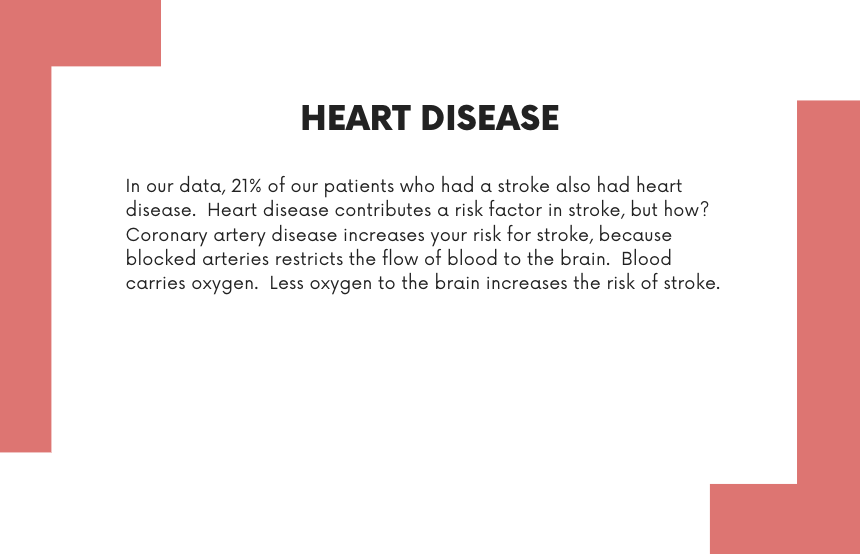 HEART DISEASE
In our data, 21% of our patients who had a stroke also had heart
disease.  Heart disease contributes a risk factor in stroke, but how?
Coronary artery disease increases your risk for stroke, because
blocked arteries restricts the flow of blood to the brain.  Blood
carries oxygen.  Less oxygen to the brain increases the risk of stroke.